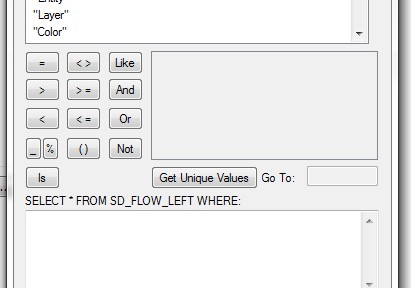 "Entity"
"Layer"
"Color"
= < > Like
> > = And
< < = Or
_ % ( ) Not
Is Get Unique Values Go To:
SELECT * FROM SD_FLOW_LEFT WHERE: